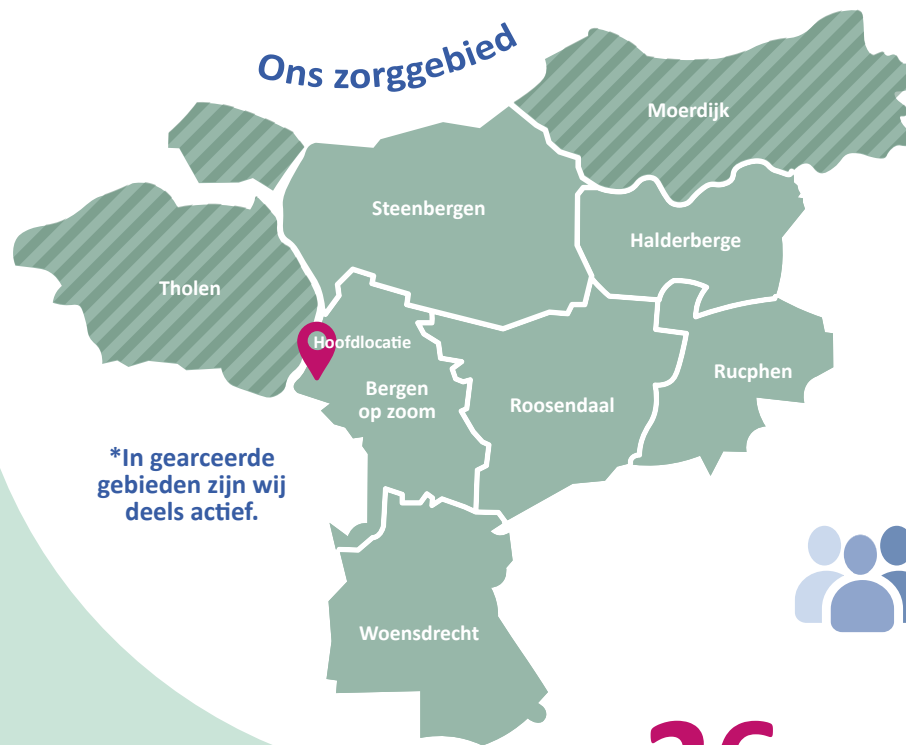 Ons zorggebied
Moerdijk
Steenbergen
Halderberge
Tholen
Hoofdlocatie
Rucphen
Bergen
op zoom
Roosendaal
*In gearceerde
gebieden zijn wij
deels actief.
Woensdrecht